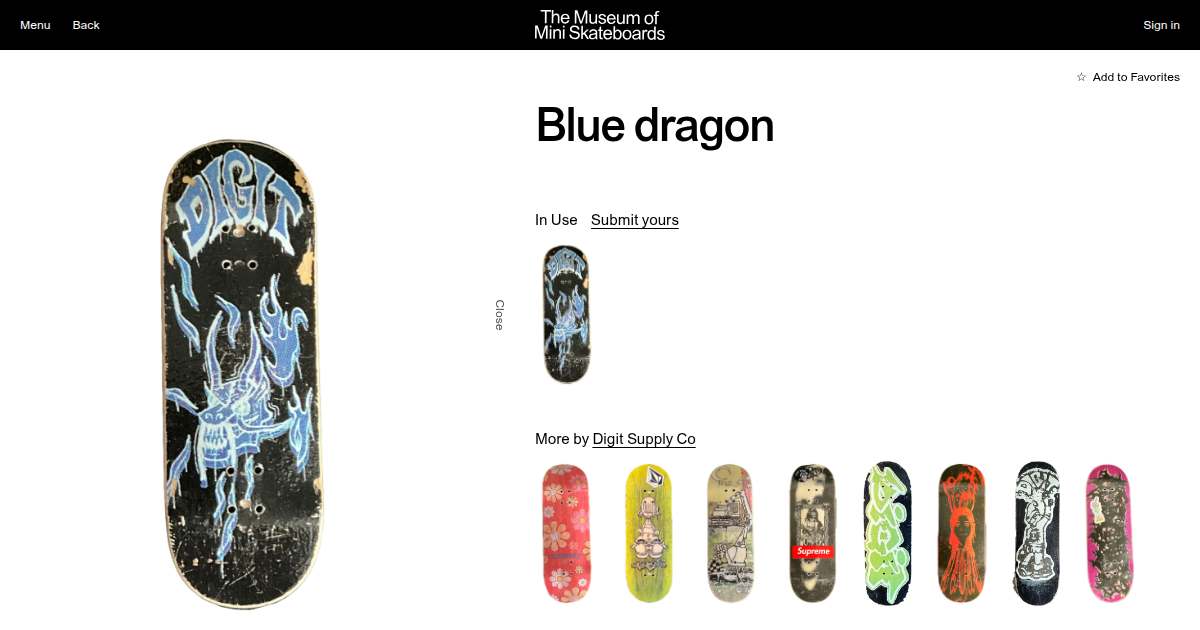 Menu
Back
The Museum of
Mini Skateboards
Sign in
☆ Add to Favorites
Blue dragon
DIGIT
In Use
Submit yours
DIGIT
Close
More by Digit Supply Co
Supreme